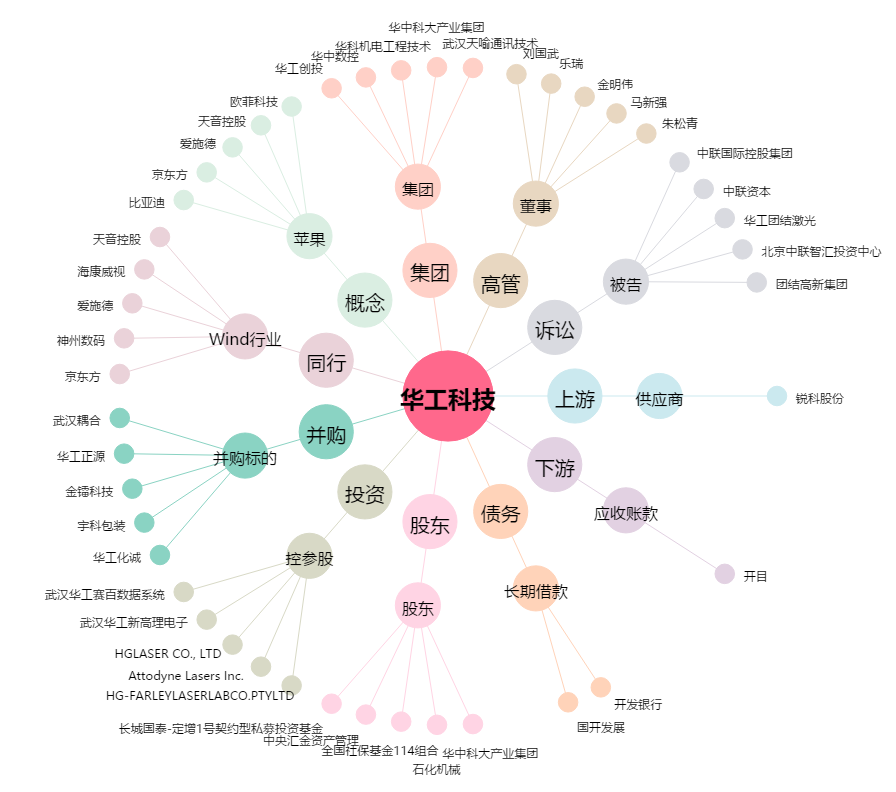 华工科技
集团
集团
华工创投
华中数控
华科机电工程技术
华中科大产业集团
武汉天喻通讯技术
高管
董事
刘国武
乐瑞
金明伟
马新强
朱松青
诉讼
被告
中联国际控股集团
中联资本
华工团结激光
北京中联智汇投资中心
团结高新集团
上游
供应商
锐科股份
下游
应收账款
开目
债务
长期借款
开发银行
国开发展
股东
股东
华中科大产业集团
石化机械
全国社保基金114组合
中央汇金资产管理
长城国泰-定增1号契约型私募投资基金
投资
控参股
HG-FARLEYLASERLABCO.PTYLTD
Attodyne Lasers Inc.
HGLASER CO., LTD
武汉华工新高理电子
武汉华工赛百数据系统
并购
并购标的
华工化诚
宇科包装
金镭科技
华工正源
武汉耦合
同行
Wind行业
京东方
神州数码
爱施德
海康威视
天音控股
概念
苹果
比亚迪
京东方
爱施德
天音控股
欧菲科技